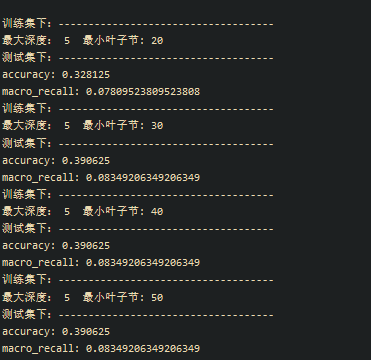 训练集下：---------------------------------
最大深度： 5  最小叶子节：20
测试集下：---------------------------------
accuracy: 0.328125
macro_recall: 0.07809523809523808
训练集下：---------------------------------
最大深度： 5  最小叶子节：30
测试集下：---------------------------------
accuracy: 0.390625
macro_recall: 0.08349206349206349
训练集下：---------------------------------
最大深度： 5  最小叶子节：40
测试集下：---------------------------------
accuracy: 0.390625
macro_recall: 0.08349206349206349
训练集下：---------------------------------
最大深度： 5  最小叶子节：50
测试集下：---------------------------------
accuracy: 0.390625
macro_recall: 0.08349206349206349